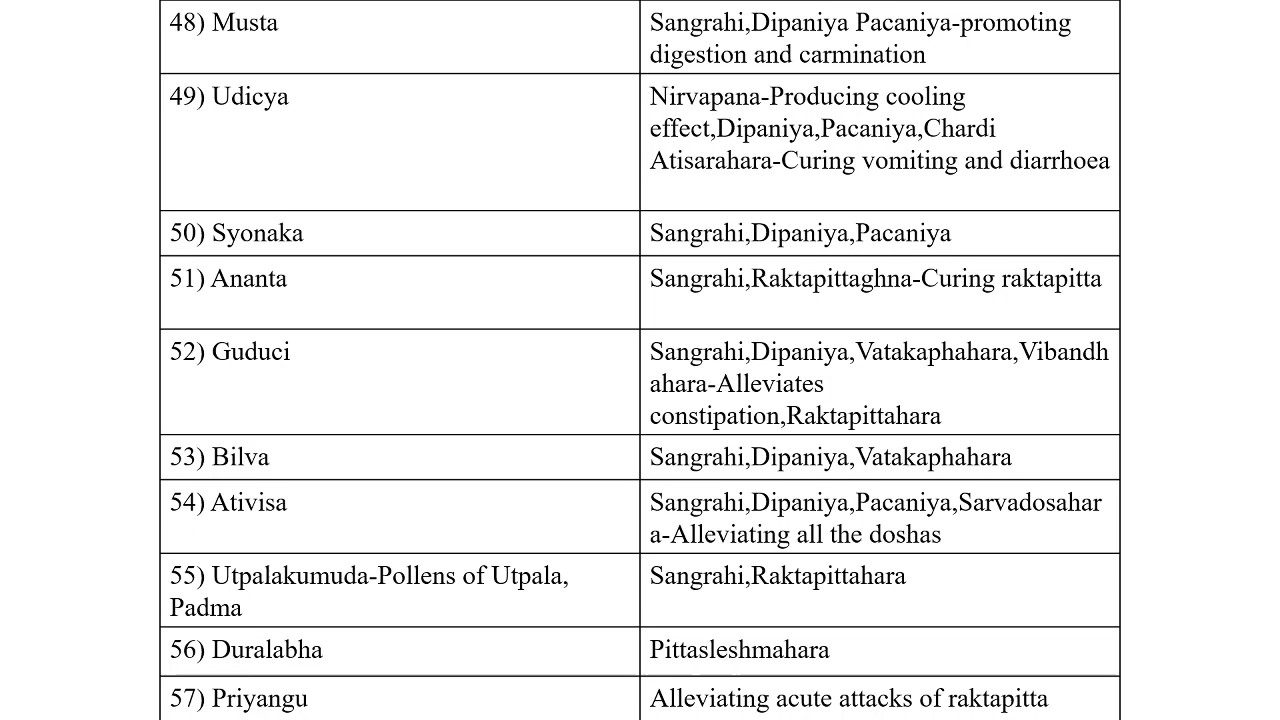 48) Musta
Sangrahi,Dipaniya Pacaniya-promoting
digestion and carmination
49) Udicya
Nirvapana-Producing cooling
effect,Dipaniya,Pacaniya,Chardi
Atisarahara-Curing vomiting and diarrhoea
50) Syonaka
Sangrahi,Dipaniya,Pacaniya
51) Ananta
Sangrahi,Raktapittaghna-Curing raktapitta
52) Guduci
Sangrahi,Dipaniya,Vatakaphahara,Vibandh
ahara-Alleviates
constipation,Raktapittahara
53) Bilva
Sangrahi,Dipaniya,Vatakaphahara
54) Ativisa
Sangrahi,Dipaniya,Pacaniya,Sarvadosahar
a-Alleviating all the doshas
55) Utpalakumuda-Pollens of Utpala,
Padma
Sangrahi,Raktapittahara
56) Duralabha
Pittasleshmahara
57) Priyangu
Alleviating acute attacks of raktapitta